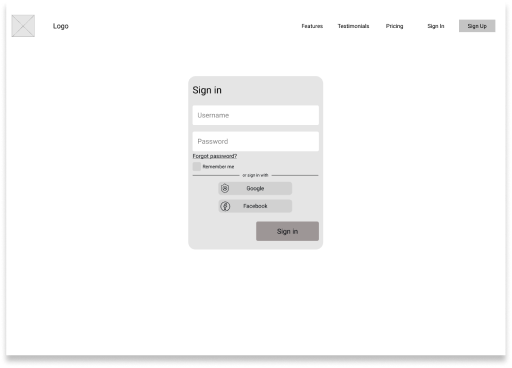 Logo
Features Testimonials Pricing Sign In Sign Up
Sign in
Username
Password
Forgot password?
Remember me
or sign in with
Google
Facebook
Sign in